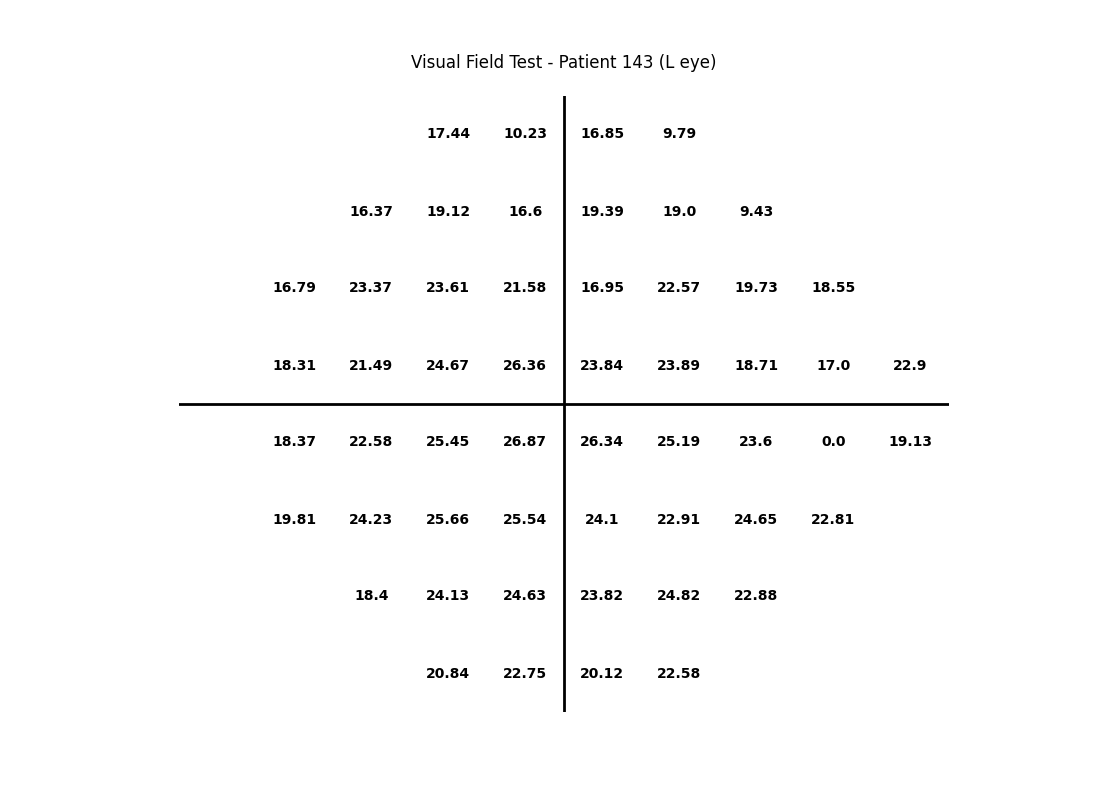 Visual Field Test - Patient 143 (L eye)
17.44 10.23 16.85 9.79
16.37 19.12 16.6 19.39 19.0 9.43
16.79 23.37 23.61 21.58 16.95 22.57 19.73 18.55
18.31 21.49 24.67 26.36 23.84 23.89 18.71 17.0 22.9
18.37 22.58 25.45 26.87 26.34 25.19 23.6 0.0 19.13
19.81 24.23 25.66 25.54 24.1 22.91 24.65 22.81
18.4 24.13 24.63 23.82 24.82 22.88
20.84 22.75 20.12 22.58